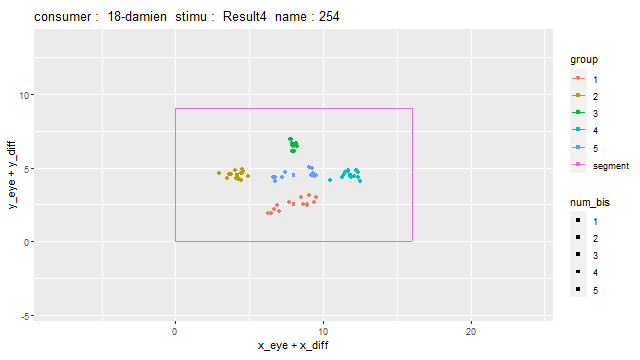 consumer :  18-damien  stimu :  Result4  name : 254
y_eye + y_diff
10
5
0
-5
0
10
20
x_eye + x_diff
group
1
2
3
4
5
segment
num_bis
1
2
3
4
5